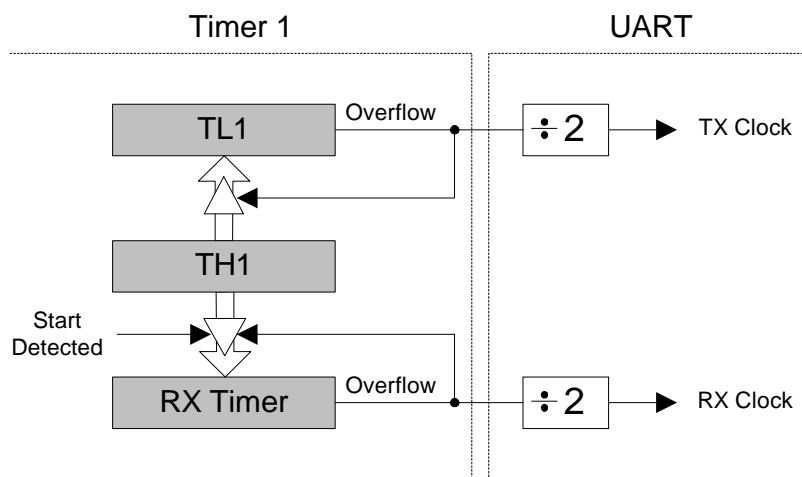 Timer 1
UART
TL1
Overflow
÷ 2
TX Clock
TH1
Start
Detected
RX Timer
Overflow
÷ 2
RX Clock